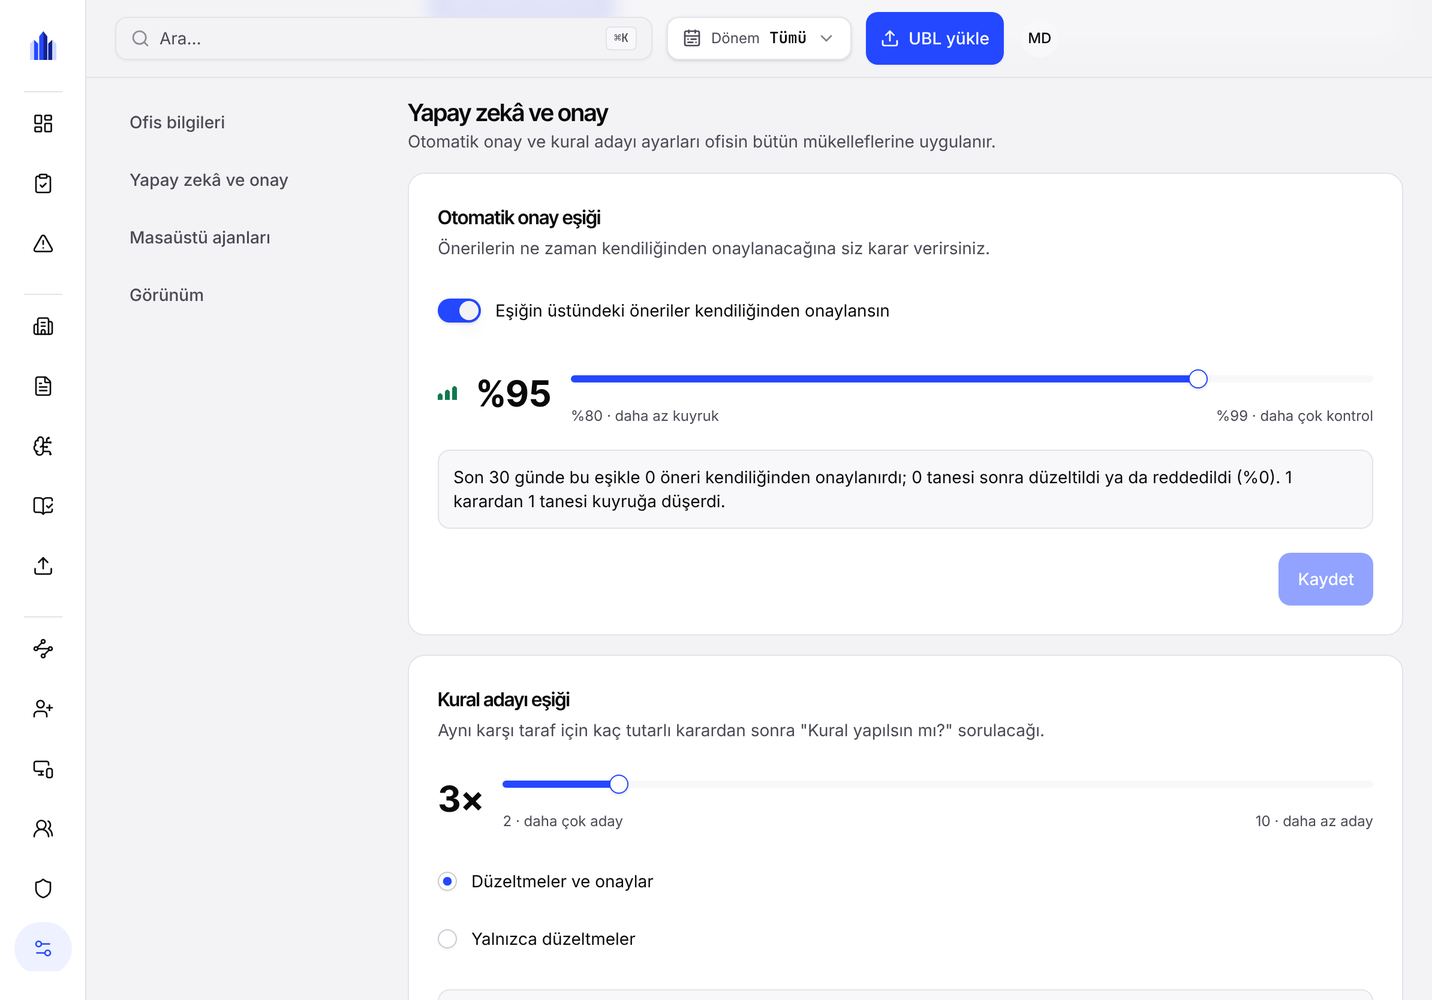 Ara...
⌘K
Dönem Tümü
UBL yükle
MD
Ofis bilgileri
Yapay zekâ ve onay
Masaüstü ajanları
Görünüm
Yapay zekâ ve onay
Otomatik onay ve kural adayı ayarları ofisin bütün mükelleflerine uygulanır.
Otomatik onay eşiği
Önerilerin ne zaman kendiliğinden onaylanacağına siz karar verirsiniz.
Eşiğin üstündeki öneriler kendiliğinden onaylansın
%95
%80 · daha az kuyruk
%99 · daha çok kontrol
Son 30 günde bu eşikle 0 öneri kendiliğinden onaylanırdı; 0 tanesi sonra düzeltildi ya da reddedildi (%0). 1
karardan 1 tanesi kuyruğa düşerdi.
Kaydet
Kural adayı eşiği
Aynı karşı taraf için kaç tutarlı karardan sonra "Kural yapılsın mı?" sorulacağı.
3×
2 · daha çok aday
10 · daha az aday
Düzeltmeler ve onaylar
Yalnızca düzeltmeler